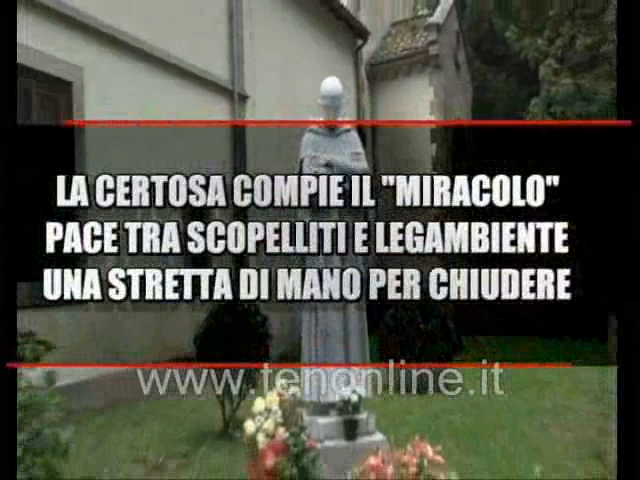 LA CERTOSA COMPIE IL "MIRACOLO"
PACE TRA SCOPELLITI E LEGAMBIENTE
UNA STRETTA DI MANO PER CHIUDERE
www.tenonline.it